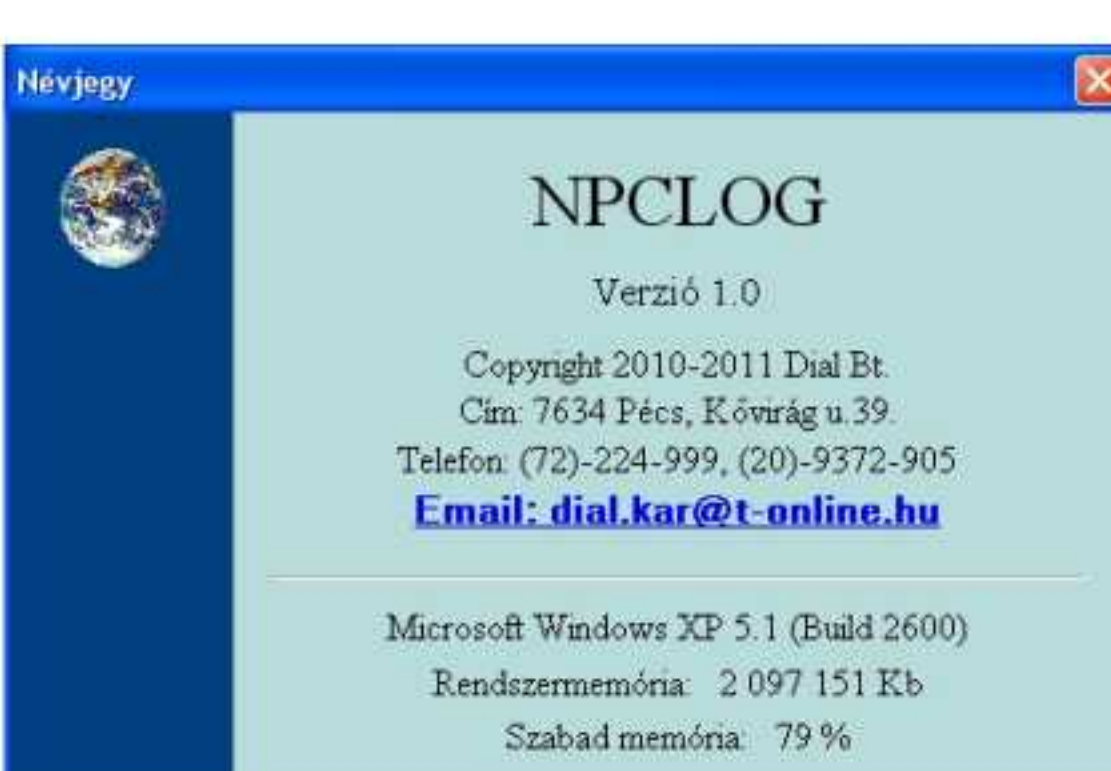 Névjegy
NPCLOG
Verzió 1.0
Copyright 2010-2011 Dial Bt.
Cím: 7634 Pécs, Kóvirág u.39.
Telefon: (72)-224-999, (20)-9372-905
Email: dial.kar@t-online.hu
Microsoft Windows XP 5.1 (Build 2600)
Rendszermemória: 2 097 151 Kb
Szabad memória: 79 %